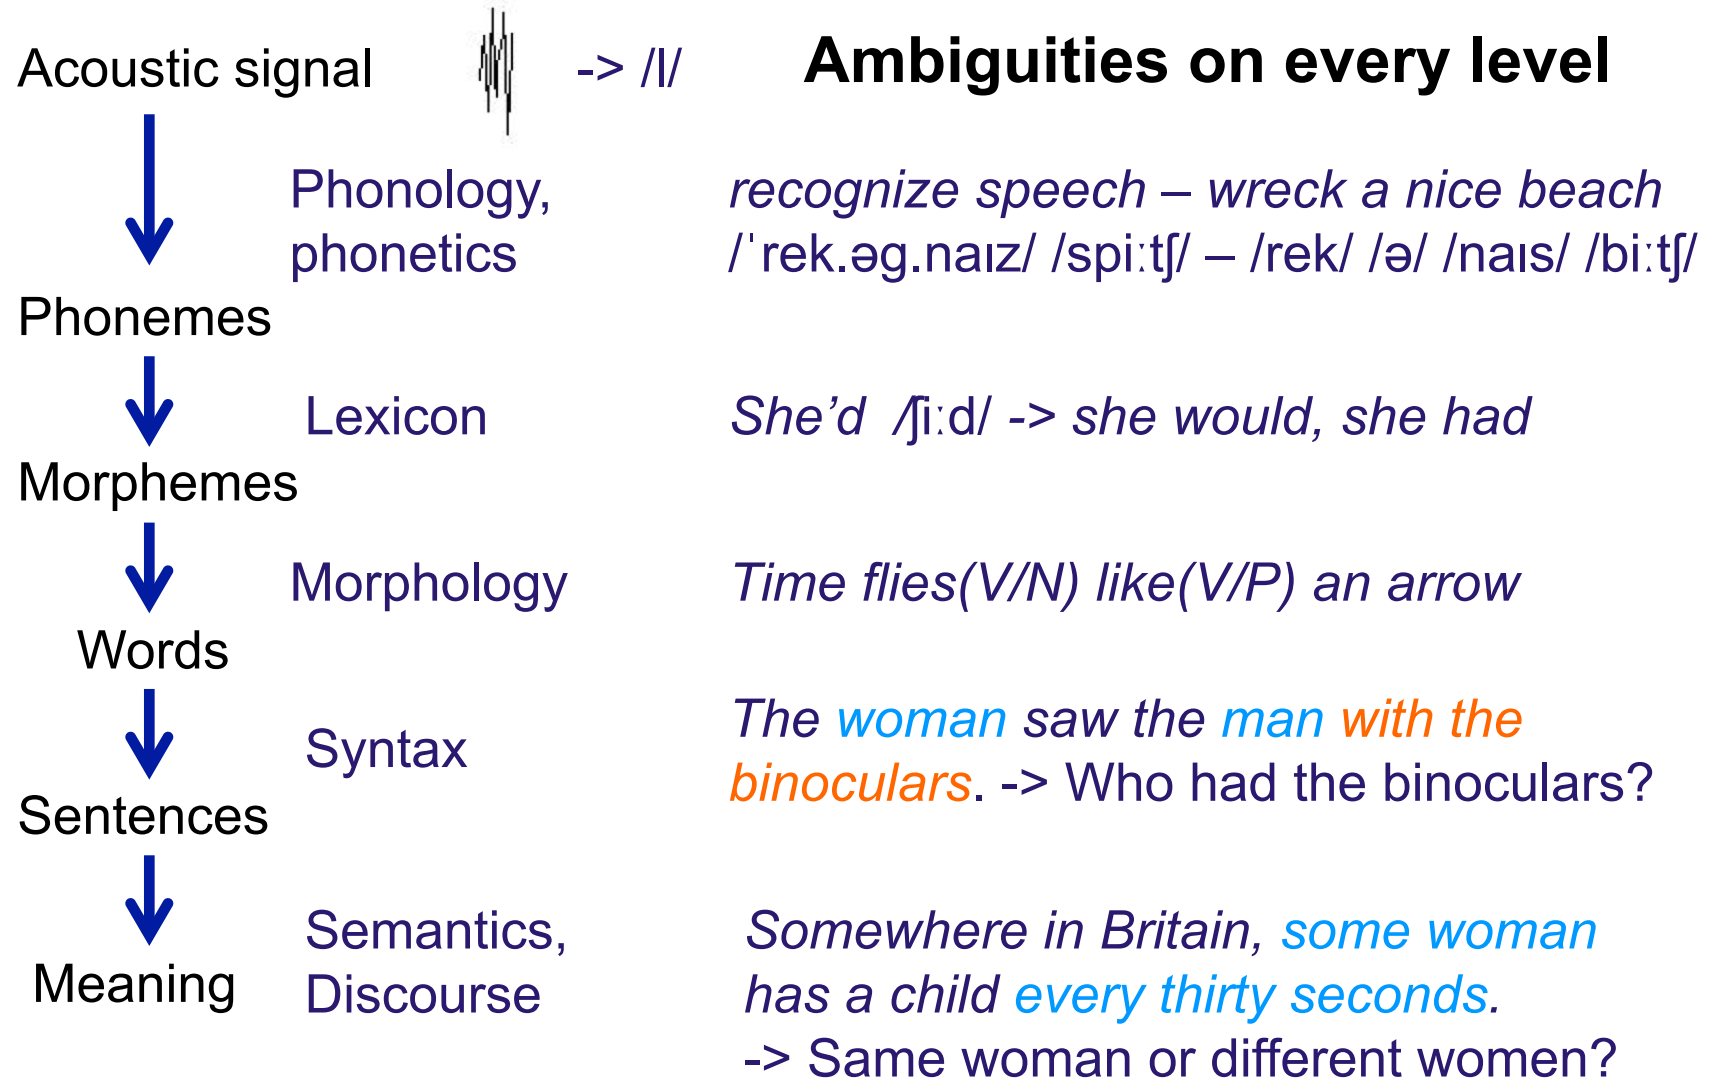 Acoustic signal -> /l/ Ambiguities on every level
Phonology, recognize speech – wreck a nice beach
phonetics /ˈrek.əg.naɪz/ /spiːtʃ/ – /rek/ /ə/ /naɪs/ /biːtʃ/
Phonemes
Lexicon She’d /ʃiːd/ -> she would, she had
Morphemes
Morphology Time flies(V/N) like(V/P) an arrow
Words
The woman saw the man with the
Syntax
binoculars. -> Who had the binoculars?
Sentences
Semantics, Somewhere in Britain, some woman
Meaning Discourse has a child every thirty seconds.
-> Same woman or different women?